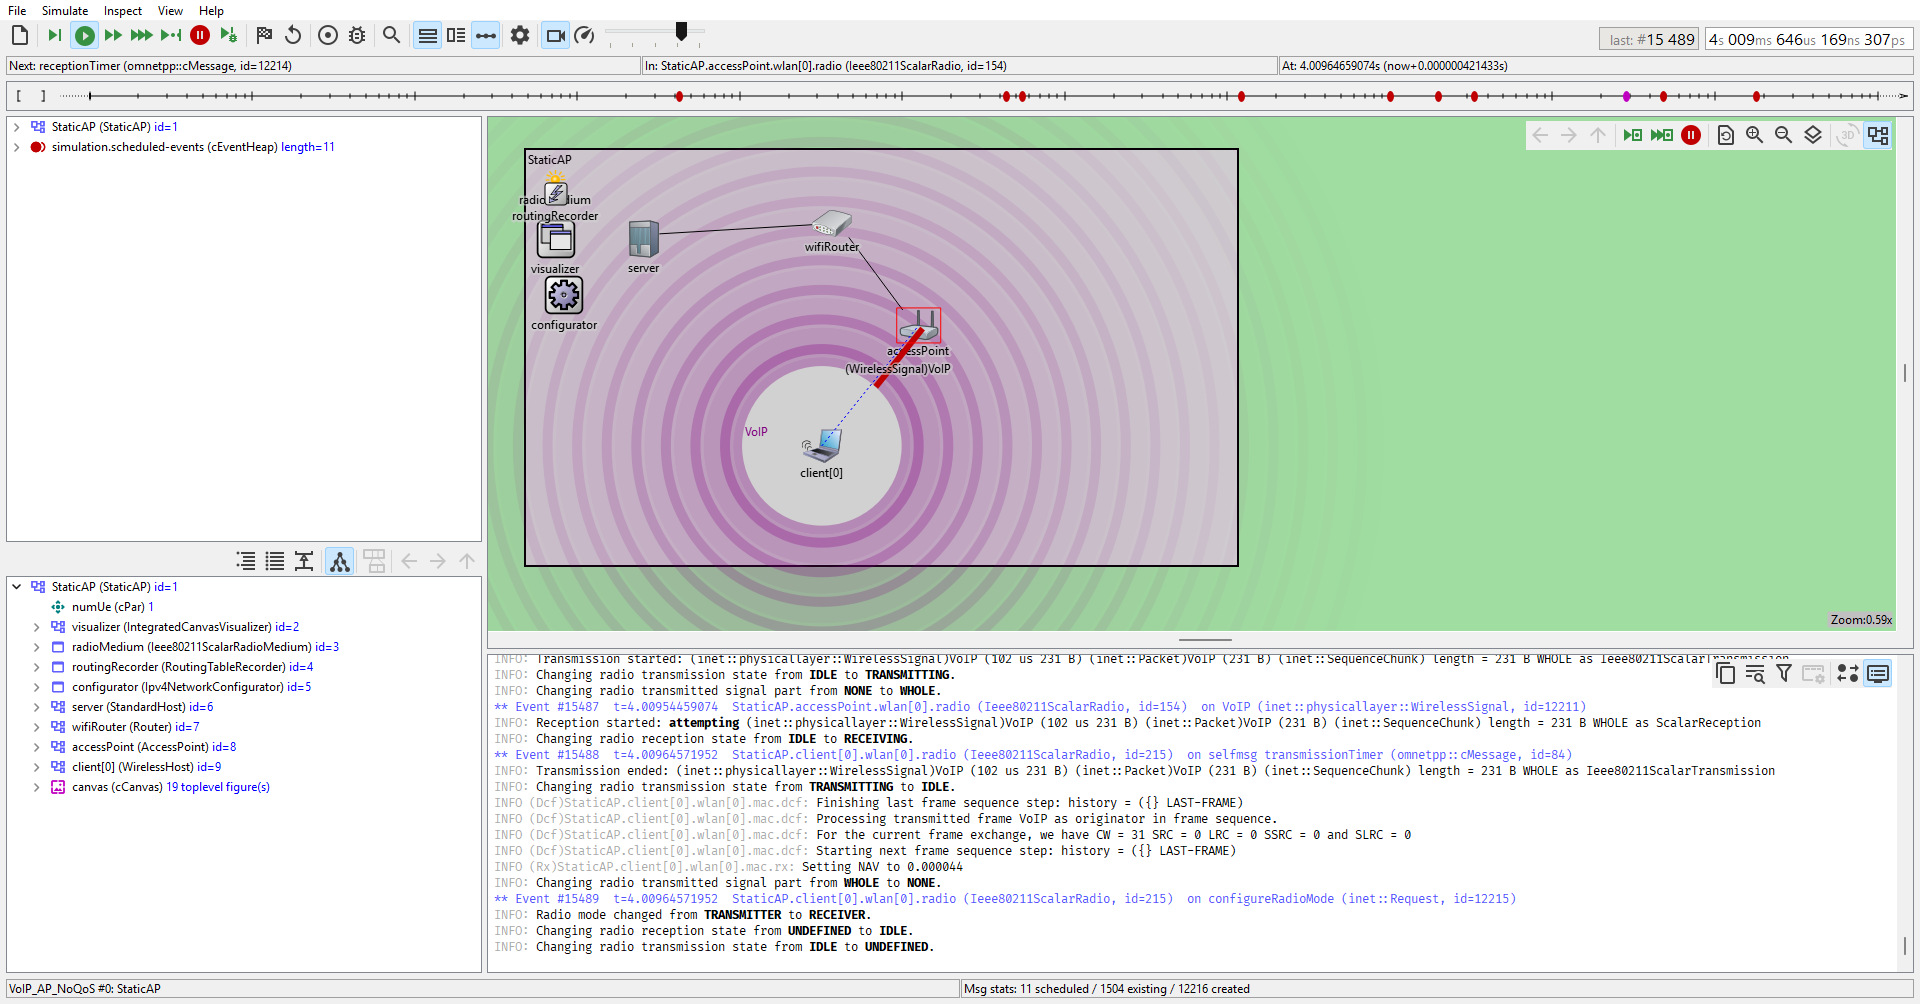 File Simulate Inspect View Help
last: #15 489
4s 009ms 646us 169ns 307ps
Next: receptionTimer (omnetpp::cMessage, id=12214)
In: StaticAP.accessPoint.wlan[0].radio (Ieee80211ScalarRadio, id=154)
At: 4.00964659074s (now+0.000000421433s)
[ ]
StaticAP (StaticAP) id=1
simulation.scheduled-events (cEventHeap) length=11
3D
StaticAP
radioMedium
routingRecorder
visualizer
configurator
server
wifiRouter
accessPoint
(WirelessSignal)VoIP
VoIP
client[0]
Zoom:0.59x
StaticAP (StaticAP) id=1
numUe (cPar) 1
visualizer (IntegratedCanvasVisualizer) id=2
radioMedium (Ieee80211ScalarRadioMedium) id=3
routingRecorder (RoutingTableRecorder) id=4
configurator (Ipv4NetworkConfigurator) id=5
server (StandardHost) id=6
wifiRouter (Router) id=7
accessPoint (AccessPoint) id=8
client[0] (WirelessHost) id=9
canvas (cCanvas) 19 toplevel figure(s)
INFO: Transmission started: (inet::physicallayer::WirelessSignal)VoIP (102 us 231 B) (inet::Packet)VoIP (231 B) (inet::SequenceChunk) length = 231 B WHOLE as Ieee80211ScalarTransmission
INFO: Changing radio transmission state from IDLE to TRANSMITTING.
INFO: Changing radio transmitted signal part from NONE to WHOLE.
** Event #15487 t=4.00954459074 StaticAP.accessPoint.wlan[0].radio (Ieee80211ScalarRadio, id=154) on VoIP (inet::physicallayer::WirelessSignal, id=12211)
INFO: Reception started: attempting (inet::physicallayer::WirelessSignal)VoIP (102 us 231 B) (inet::Packet)VoIP (231 B) (inet::SequenceChunk) length = 231 B WHOLE as ScalarReception
INFO: Changing radio reception state from IDLE to RECEIVING.
** Event #15488 t=4.00964571952 StaticAP.client[0].wlan[0].radio (Ieee80211ScalarRadio, id=215) on selfmsg transmissionTimer (omnetpp::cMessage, id=84)
INFO: Transmission ended: (inet::physicallayer::WirelessSignal)VoIP (102 us 231 B) (inet::Packet)VoIP (231 B) (inet::SequenceChunk) length = 231 B WHOLE as Ieee80211ScalarTransmission
INFO: Changing radio transmission state from TRANSMITTING to IDLE.
INFO (Dcf)StaticAP.client[0].wlan[0].mac.dcf: Finishing last frame sequence step: history = ({} LAST-FRAME)
INFO (Dcf)StaticAP.client[0].wlan[0].mac.dcf: Processing transmitted frame VoIP as originator in frame sequence.
INFO (Dcf)StaticAP.client[0].wlan[0].mac.dcf: For the current frame exchange, we have CW = 31 SRC = 0 LRC = 0 SSRC = 0 and SLRC = 0
INFO (Dcf)StaticAP.client[0].wlan[0].mac.dcf: Starting next frame sequence step: history = ({} LAST-FRAME)
INFO (Rx)StaticAP.client[0].wlan[0].mac.rx: Setting NAV to 0.000044
INFO: Changing radio transmitted signal part from WHOLE to NONE.
** Event #15489 t=4.00964571952 StaticAP.client[0].wlan[0].radio (Ieee80211ScalarRadio, id=215) on configureRadioMode (inet::Request, id=12215)
INFO: Radio mode changed from TRANSMITTER to RECEIVER.
INFO: Changing radio reception state from UNDEFINED to IDLE.
INFO: Changing radio transmission state from IDLE to UNDEFINED.
VoIP_AP_NoQoS #0: StaticAP
Msg stats: 11 scheduled / 1504 existing / 12216 created